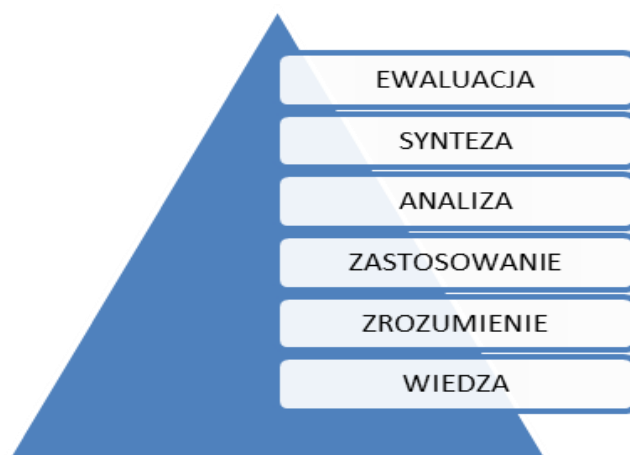 EWALUACJA
SYNTEZA
ANALIZA
ZASTOSOWANIE
ZROZUMIENIE
WIEDZA